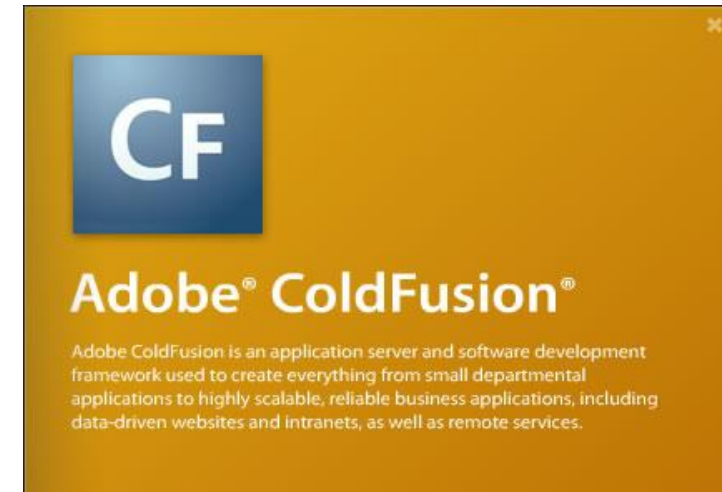 CF
Adobe® ColdFusion®
Adobe ColdFusion is an application server and software development
framework used to create everything from small departmental
applications to highly scalable, reliable business applications, including
data-driven websites and intranets, as well as remote services.